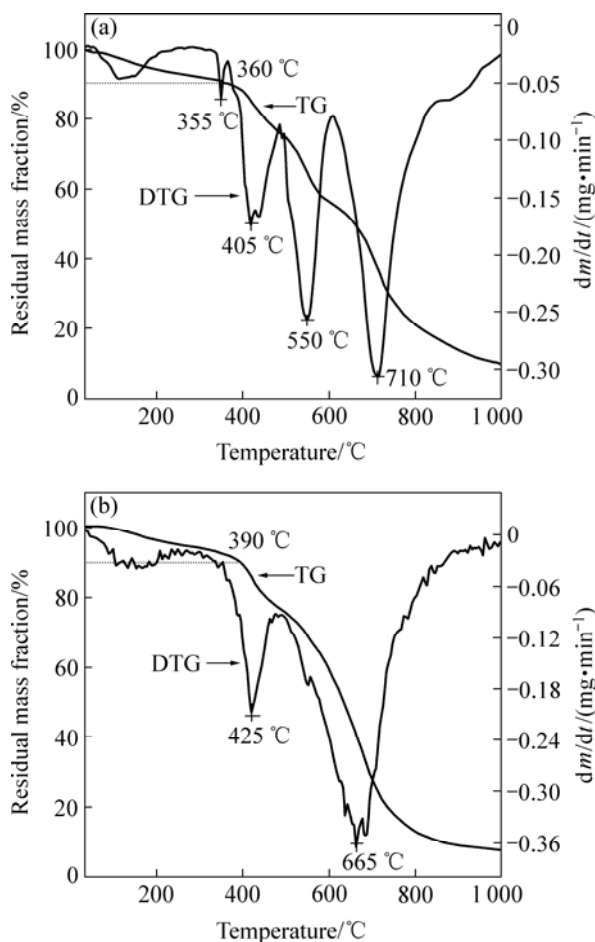 (a)
100
80
60
40
20
0
Residual mass fraction/%
360 ℃
TG
355 ℃
DTG
405 ℃
550 ℃
710 ℃
0
−0.05
−0.10
−0.15
−0.20
−0.25
−0.30
dm/dt/(mg•min⁻¹)
200 400 600 800 1 000
Temperature/℃
(b)
100
80
60
40
20
0
Residual mass fraction/%
390 ℃
TG
DTG
425 ℃
665 ℃
0
−0.06
−0.12
−0.18
−0.24
−0.30
−0.36
dm/dt/(mg•min⁻¹)
200 400 600 800 1 000
Temperature/℃